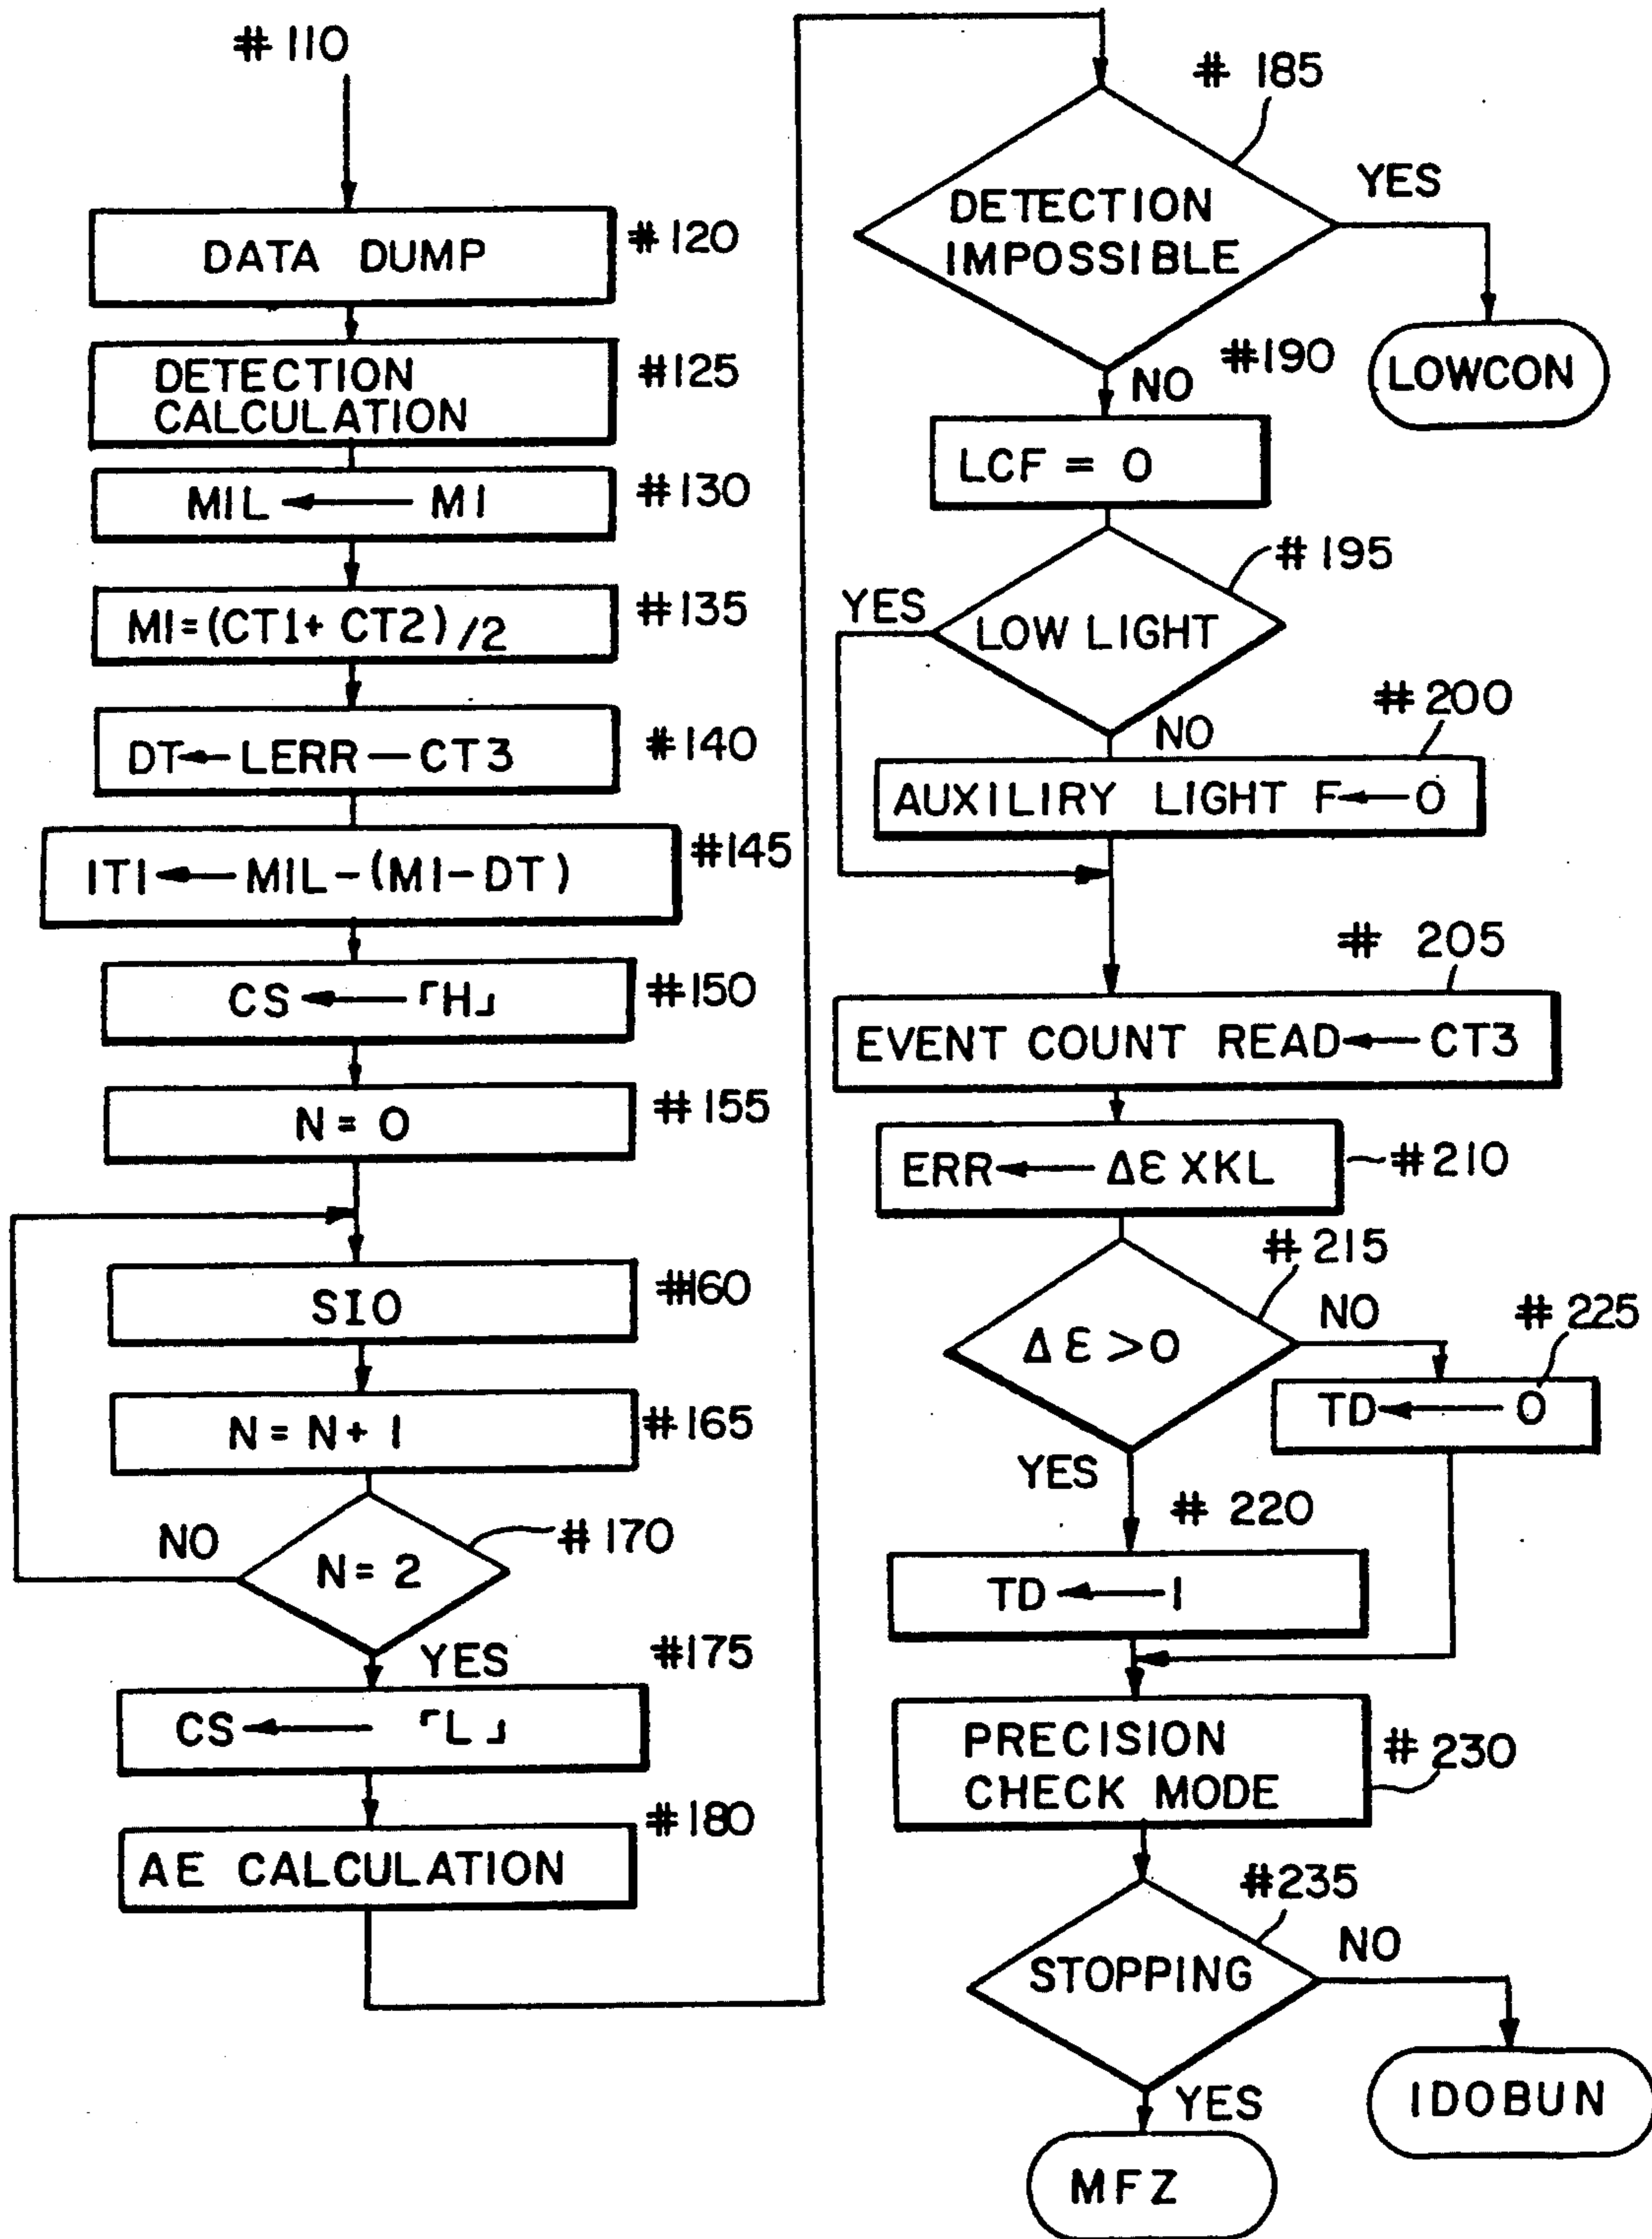 # 110
DATA DUMP
#120
DETECTION
CALCULATION
#125
MIL ← MI
#130
MI=(CT1+ CT2)/2
#135
DT←LERR—CT3
#140
ITI←MIL-(MI-DT)
#145
CS←「H」
#150
N= 0
#155
SIO
#160
N= N+ 1
#165
N= 2
#170
NO
YES
#175
CS← 「L」
#180
AE CALCULATION
# 185
DETECTION
IMPOSSIBLE
YES
LOWCON
NO
#190
LCF = 0
#195
LOW LIGHT
YES
NO
#200
AUXILIRY LIGHT F←0
# 205
EVENT COUNT READ←CT3
ERR← Δε XKL
#210
# 215
Δε >0
NO
# 225
TD←0
YES
# 220
TD←1
PRECISION
CHECK MODE
#230
#235
STOPPING
NO
IDOBUN
YES
MFZ